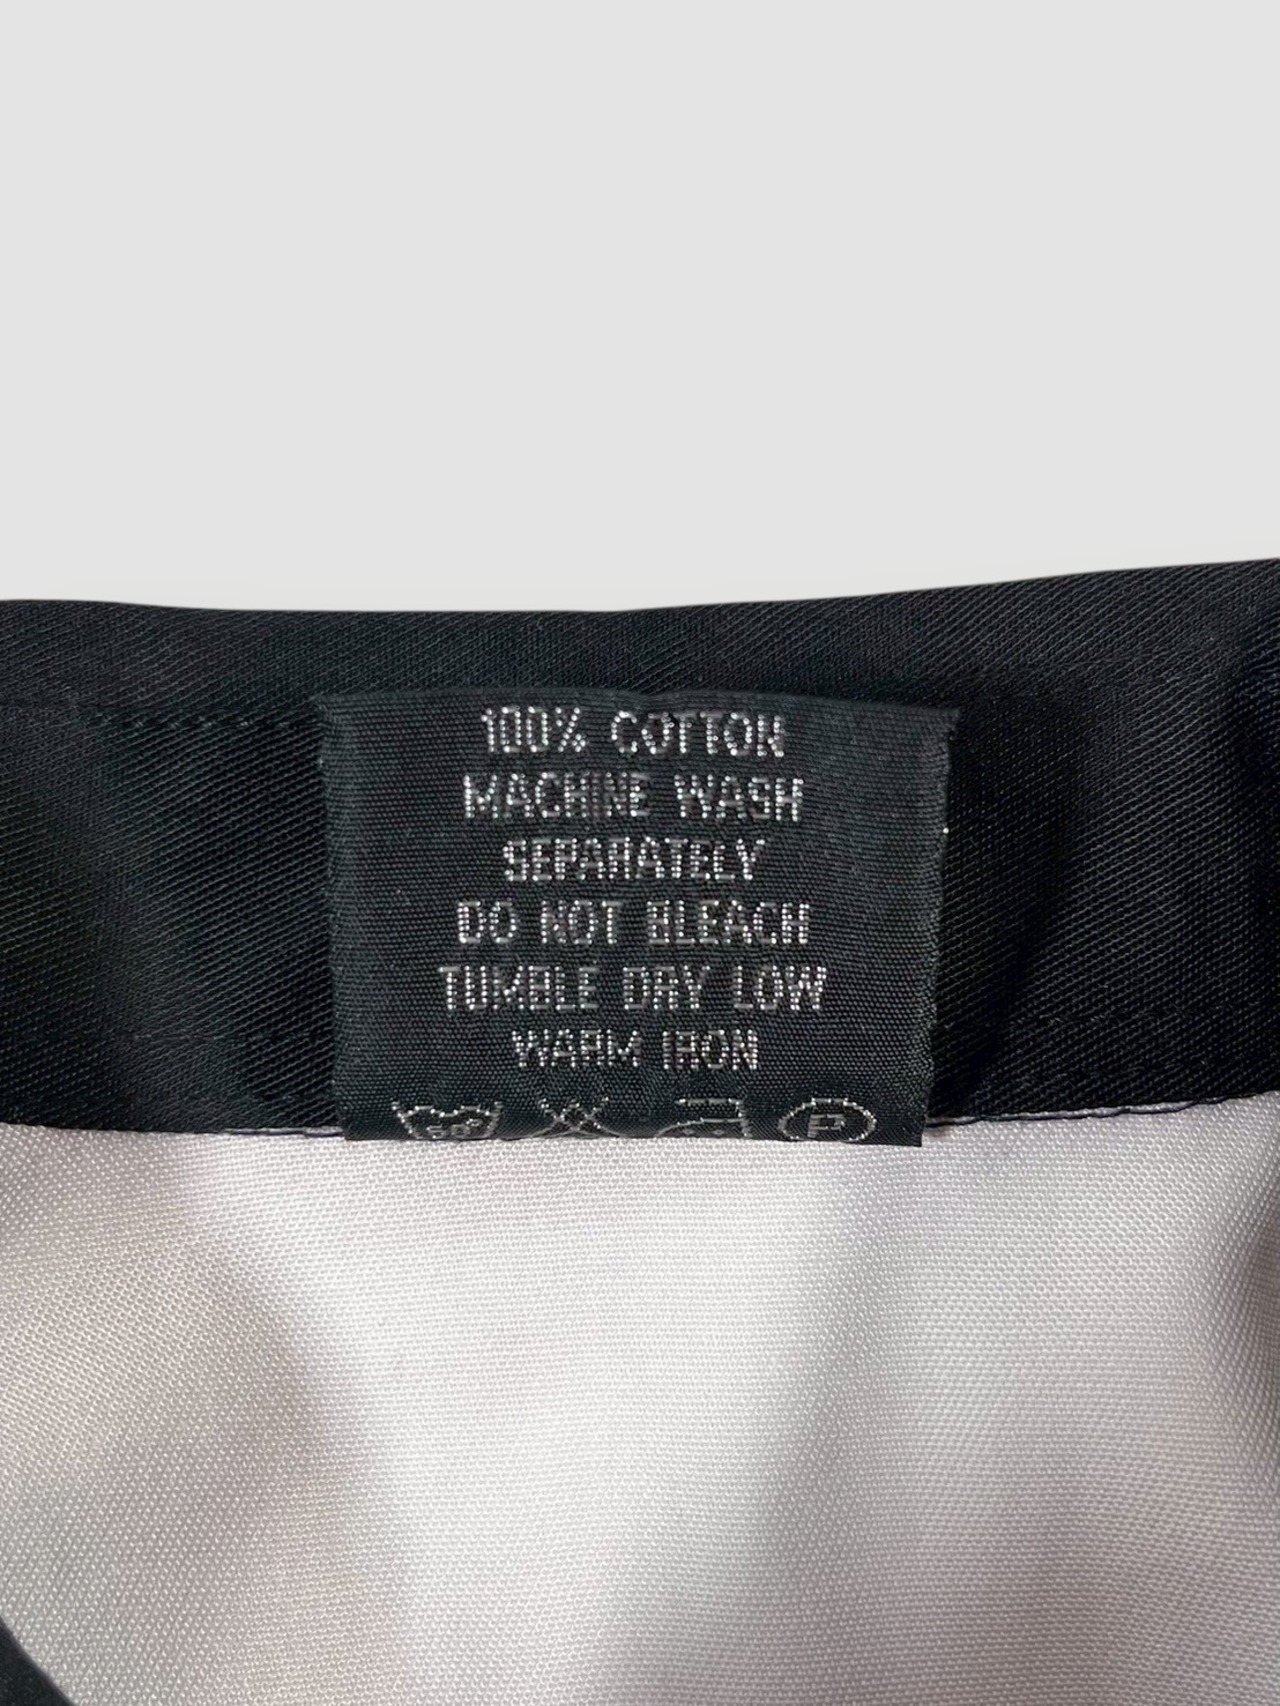 100% COTTON
MACHINE WASH
SEPARATELY
DO NOT BLEACH
TUMBLE DRY LOW
WARM IRON
P